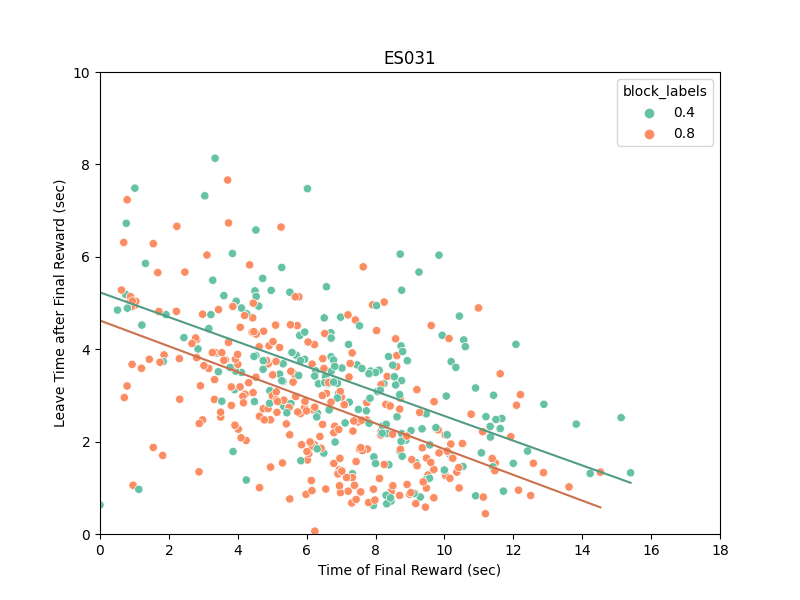 ES031
block_labels
0.4
0.8
Leave Time after Final Reward (sec)
10
8
6
4
2
0
0 2 4 6 8 10 12 14 16 18
Time of Final Reward (sec)